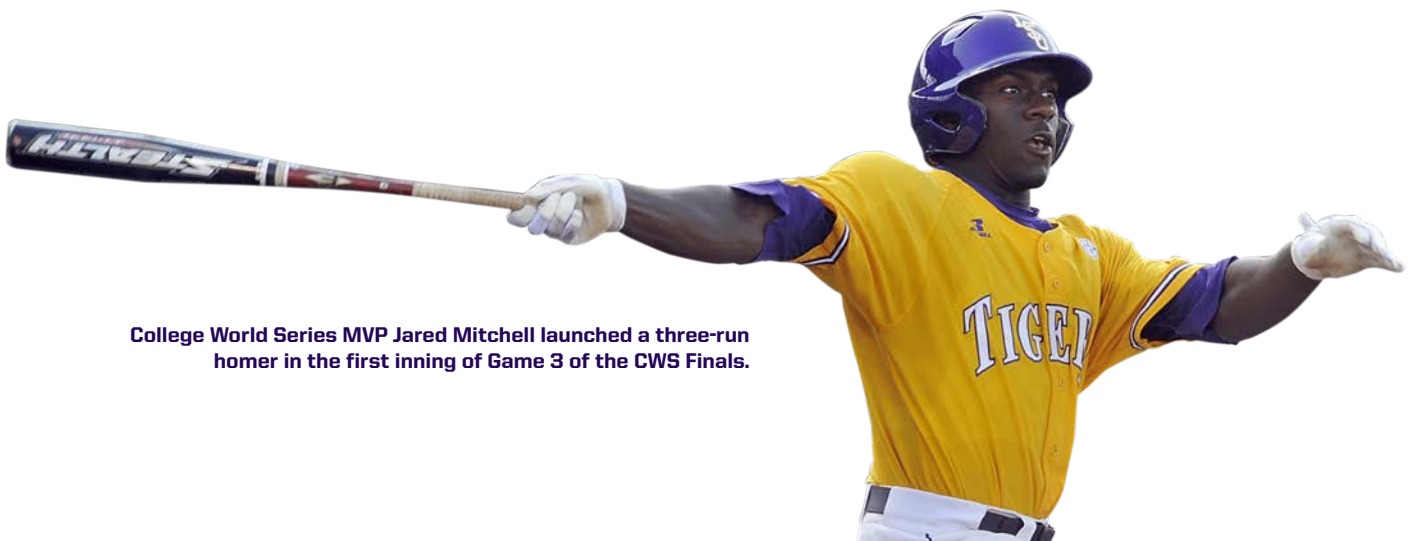 STEALTH
LSU
College World Series MVP Jared Mitchell launched a three-run
homer in the first inning of Game 3 of the CWS Finals.
TIGER